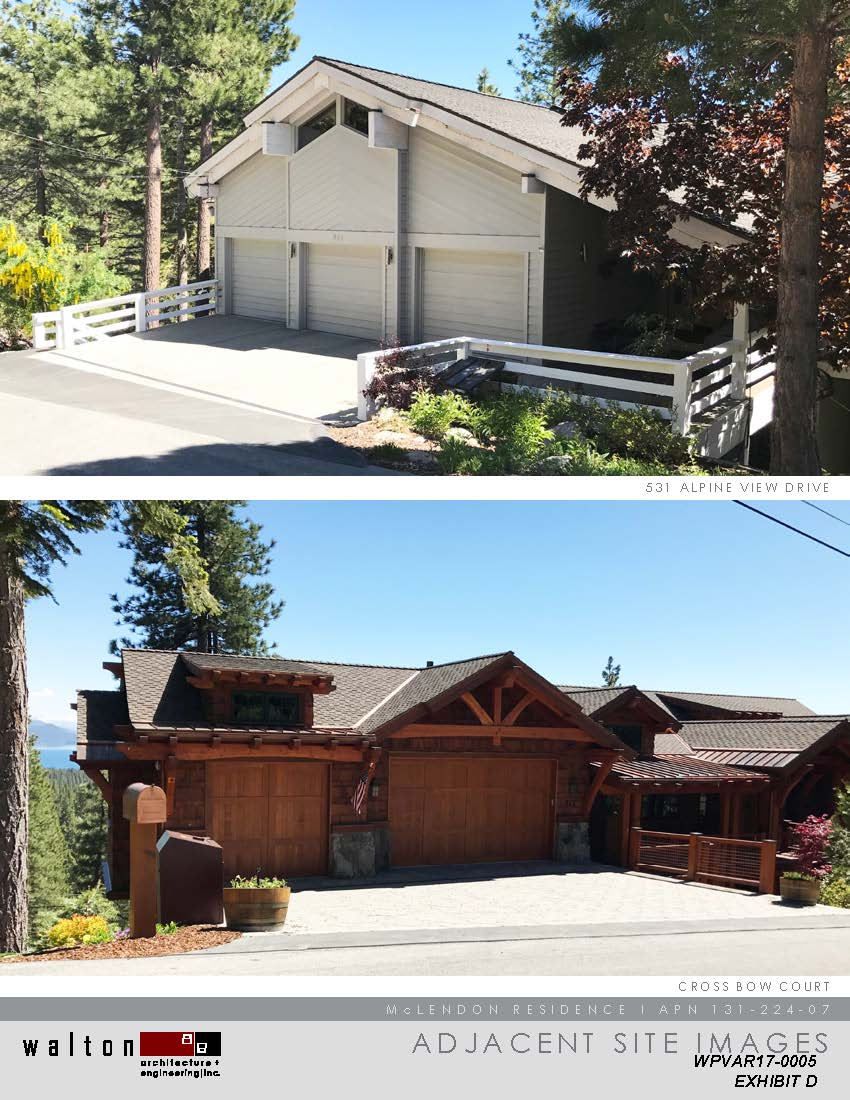 531 ALPINE VIEW DRIVE
CROSS BOW COURT
McLENDON RESIDENCE I APN 131-224-07
walton
architecture+
engineering|inc.
ADJACENT SITE IMAGES
WPVAR17-0005
EXHIBIT D